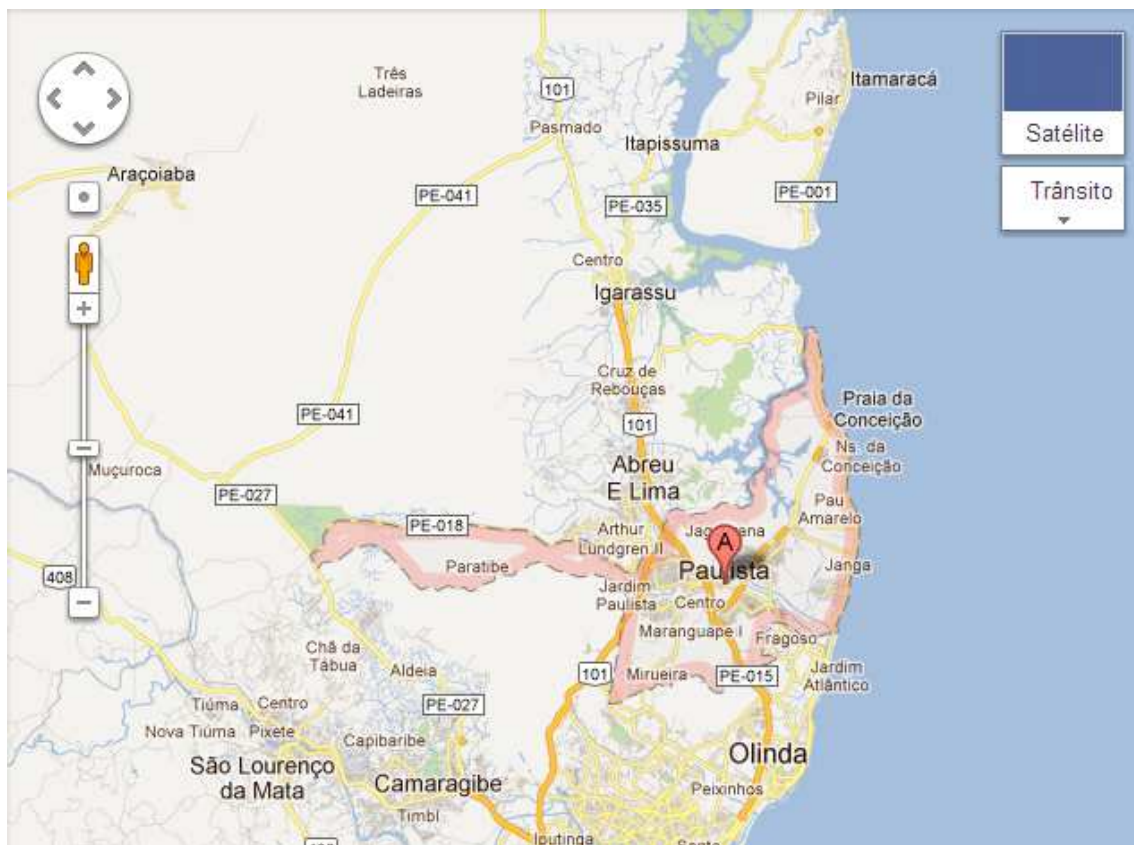 Três
Ladeiras
101
Pasmado
Itamaracá
Pilar
Satélite
Itapissuma
Araçoiaba
PE-041
PE-035
PE-001
Trânsito
Centro
Igarassu
Cruz de
Rebouças
PE-041
101
Praia da
Conceição
Ns. da
Conceição
Muçuroca
PE-027
Abreu
E Lima
Pau
Amarelo
PE-018
Arthur
Lundgren II
A
Paratibe
Paulista
Janga
408
Jardim
Paulista
Centro
Maranguape I
Fragoso
Chã da
Tábua
Aldeia
101
Mirueira
PE-015
Jardim
Atlântico
Tiúma
Centro
PE-027
Nova Tiúma
Pixete
Capibaribe
Olinda
São Lourenço
da Mata
Camaragibe
Peixinhos
Timbl